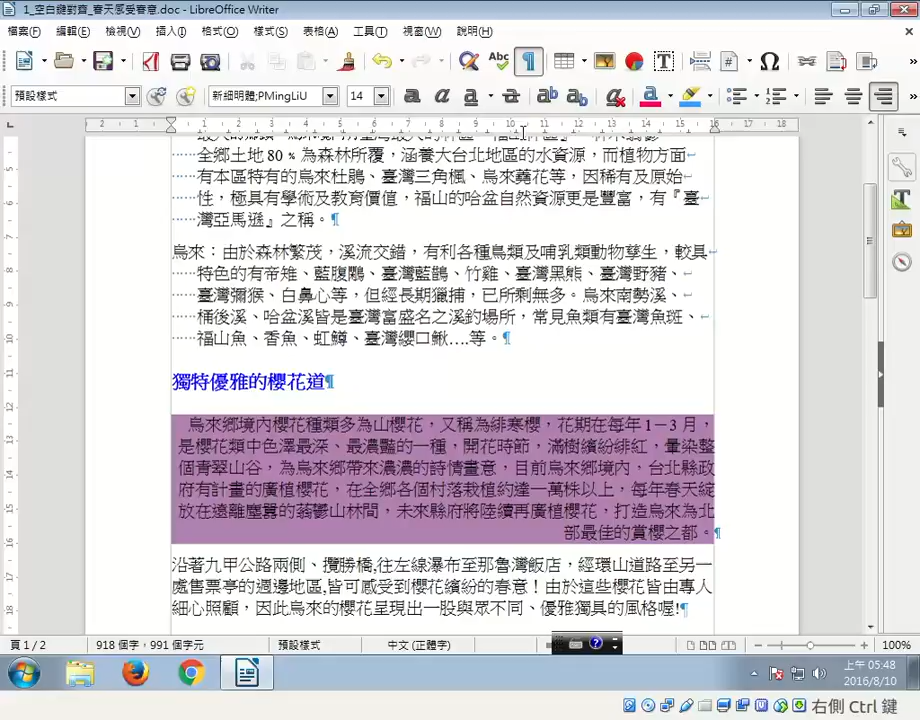 1_空白鍵對齊_春天感受春意.doc - LibreOffice Writer
檔案(F) 編輯(E) 檢視(V) 插入(I) 格式(O) 樣式(S) 表格(A) 工具(T) 視窗(W) 說明(H)
預設樣式 新細明體;PMingLiU 14
2 1 1 2 3 4 5 6 7 8 9 10 11 12 13 14 15 16 17 18
全鄉土地 80 % 為森林所覆，涵養大台北地區的水資源，而植物方面
有本區特有的烏來杜鵑、臺灣三角楓、烏來蕘花等，因稀有及原始
性，極具有學術及教育價值，福山的哈盆自然資源更是豐富，有『臺
灣亞馬遜』之稱。
烏來：由於森林繁茂，溪流交錯，有利各種鳥類及哺乳類動物孳生，較具
特色的有帝雉、藍腹鷴、臺灣藍鵲、竹雞、臺灣黑熊、臺灣野豬、
臺灣彌猴、白鼻心等，但經長期獵捕，已所剩無多。烏來南勢溪、
桶後溪、哈盆溪皆是臺灣富盛名之溪釣場所，常見魚類有臺灣魚班、
福山魚、香魚、虹鱒、臺灣纓口鰍....等。
獨特優雅的櫻花道
烏來鄉境內櫻花種類多為山櫻花，又稱為緋寒櫻，花期在每年 1－3 月，
是櫻花類中色澤最深、最濃豔的一種，開花時節，滿樹繽紛緋紅，暈染整
個青翠山谷，為烏來鄉帶來濃濃的詩情畫意，目前烏來鄉境內，台北縣政
府有計畫的廣植櫻花，在全鄉各個村落栽植約達一萬株以上，每年春天綻
放在遠離塵囂的蓊鬱山林間，未來縣府將陸續再廣植櫻花，打造烏來為北
部最佳的賞櫻之都。
沿著九甲公路兩側、攬勝橋,往左線瀑布至那魯灣飯店，經環山道路至另一
處售票亭的週邊地區,皆可感受到櫻花繽紛的春意！由於這些櫻花皆由專人
細心照顧，因此烏來的櫻花呈現出一股與眾不同、優雅獨具的風格喔!
頁 1 / 2 918 個字，991 個字元 預設樣式 中文 (正體字) 100%
上午 05:48
2016/8/10
右側 Ctrl 鍵